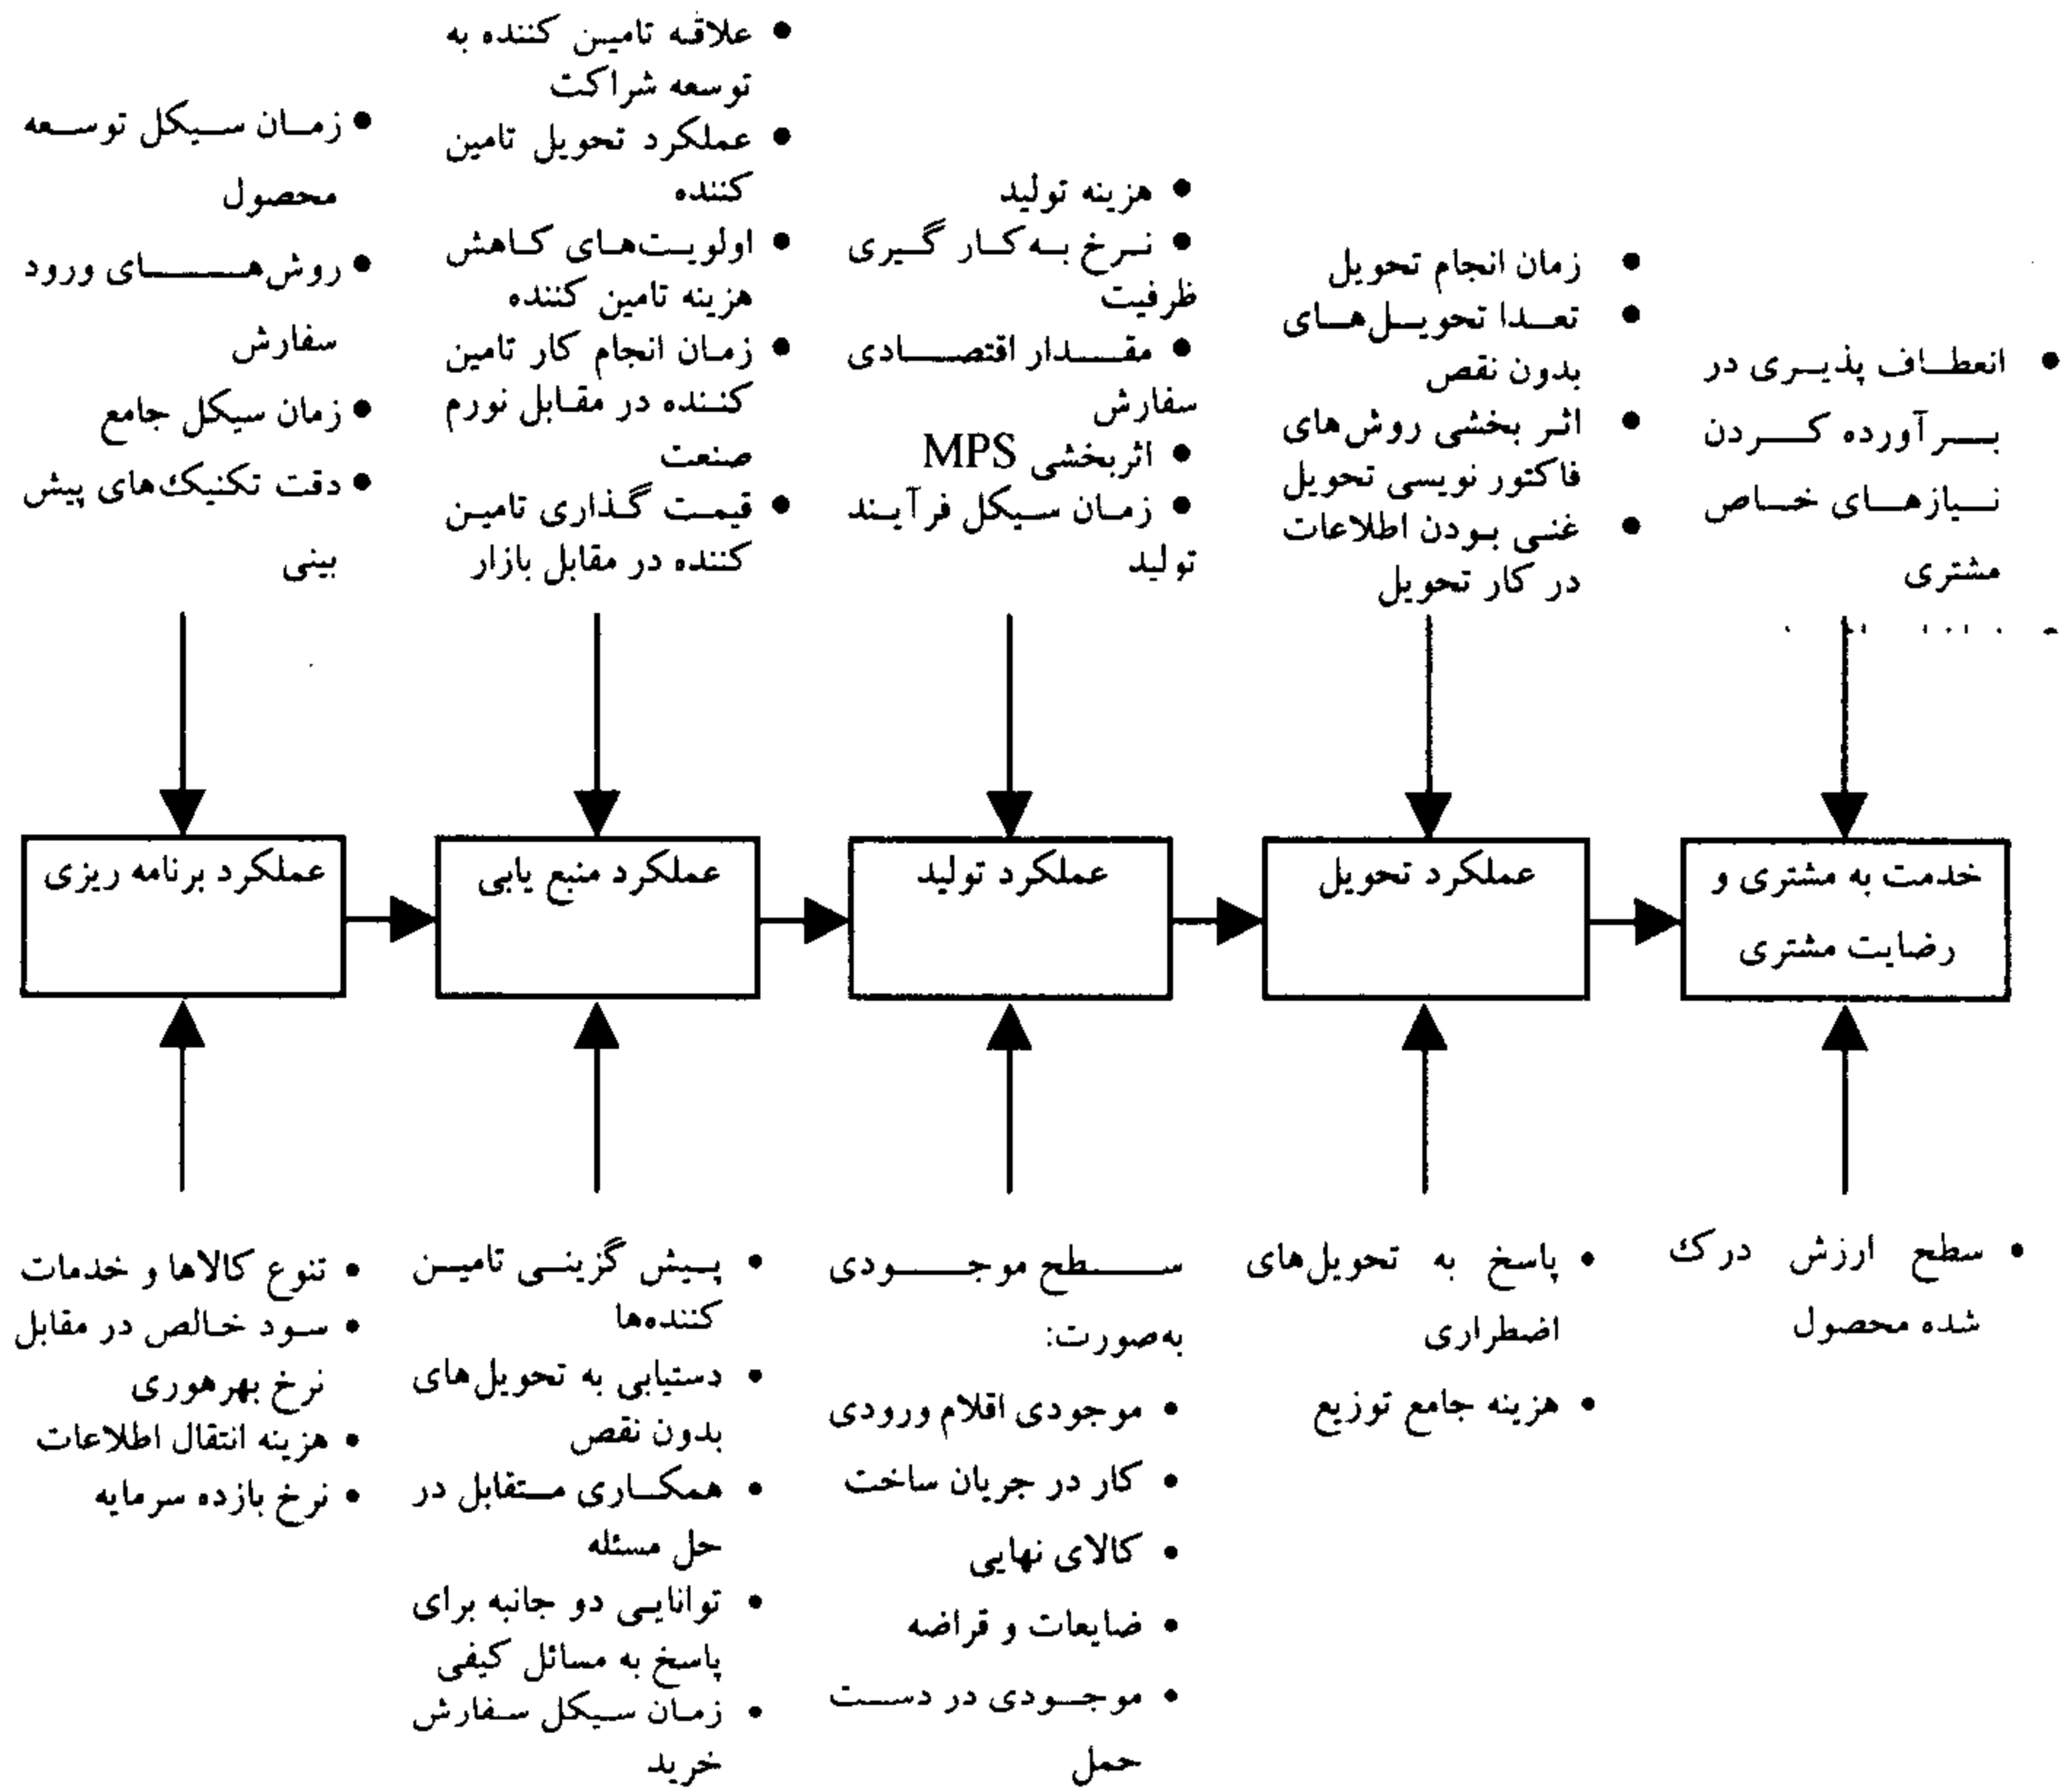 • زمان سیکل توسعه
محصول
• روش‌های ورود
سفارش
• زمان سیکل جامع
• دقت تکنیک‌های پیش
بینی
• علاقه تامین کننده به
توسعه شراکت
• عملکرد تحویل تامین
کننده
• اولویت‌های کاهش
هزینه تامین کننده
• زمان انجام کار تامین
کننده در مقابل نورم
صنعت
• قیمت گذاری تامین
کننده در مقابل بازار
• هزینه تولید
• نرخ به کار گیری
ظرفیت
• مقدار اقتصادی
سفارش
• اثربخشی MPS
• زمان سیکل فرآیند
تولید
• زمان انجام تحویل
• تعدا تحویل‌های
بدون نقص
• اثر بخشی روش‌های
فاکتور نویسی تحویل
• غنی بودن اطلاعات
در کار تحویل
• انعطاف پذیری در
برآورده کردن
نیازهای خاص
مشتری
عملکرد برنامه ریزی
عملکرد منبع یابی
عملکرد تولید
عملکرد تحویل
خدمت به مشتری و
رضایت مشتری
• تنوع کالاها و خدمات
• سود خالص در مقابل
نرخ بهره‌وری
• هزینه انتقال اطلاعات
• نرخ بازده سرمایه
• پیش گزینی تامین
کننده‌ها
• دستیابی به تحویل‌های
بدون نقص
• همکاری متقابل در
حل مسئله
• توانایی دو جانبه برای
پاسخ به مسائل کیفی
• زمان سیکل سفارش
خرید
سطح موجودی
به‌صورت:
• موجودی اقلام ورودی
• کار در جریان ساخت
• کالای نهایی
• ضایعات و قراضه
• موجودی در دست
حمل
• پاسخ به تحویل‌های
اضطراری
• هزینه جامع توزیع
• سطح ارزش درک
شده محصول